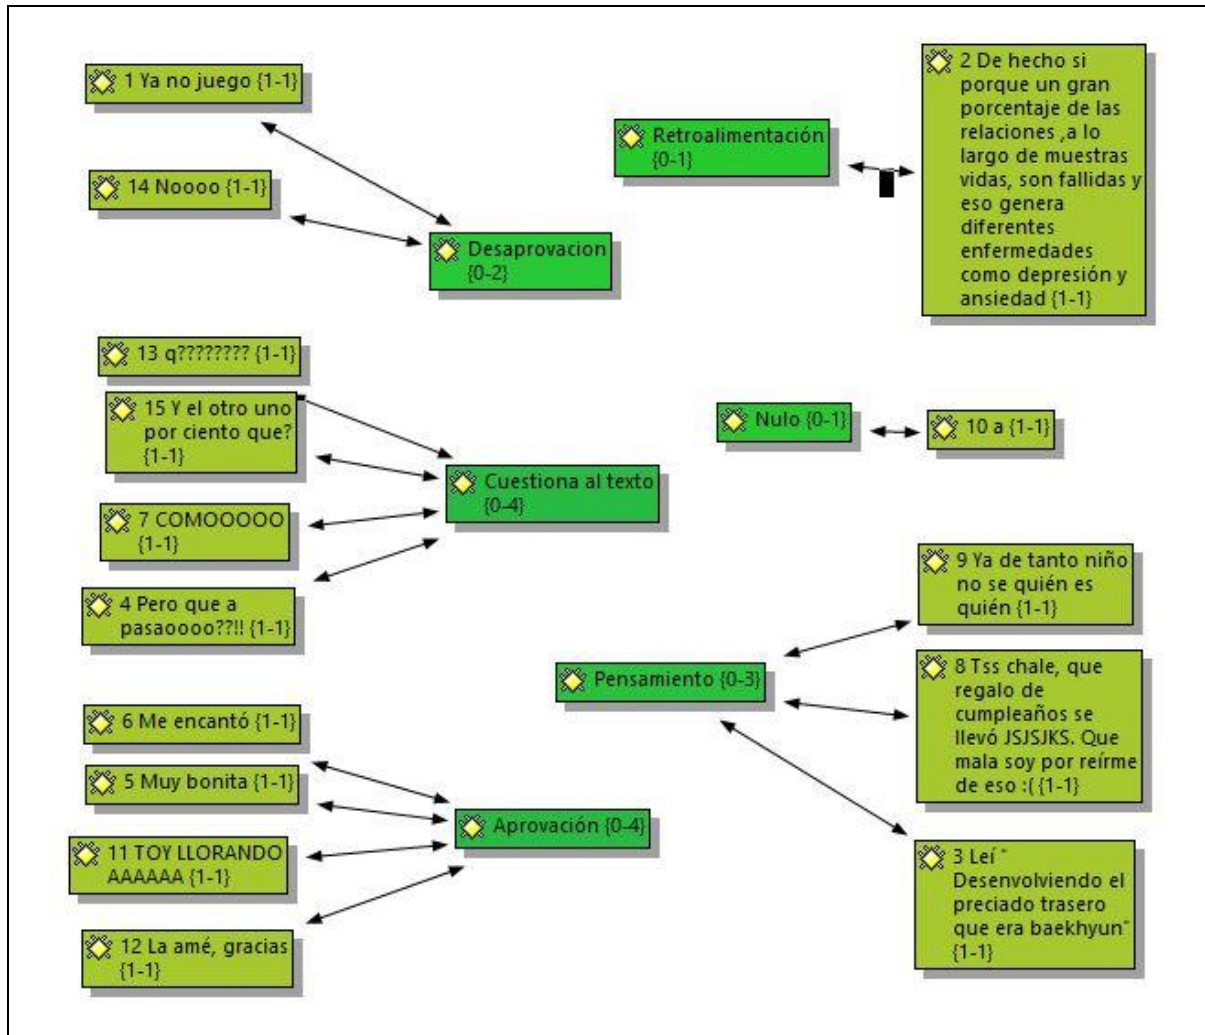 1 Ya no juego {1-1}
14 Noooo {1-1}
Desaprovacion
{0-2}
Retroalimentación
{0-1}
2 De hecho si
porque un gran
porcentaje de las
relaciones ,a lo
largo de muestras
vidas, son fallidas y
eso genera
diferentes
enfermedades
como depresión y
ansiedad {1-1}
13 q???????? {1-1}
15 Y el otro uno
por ciento que?
{1-1}
7 COMOOOOO
{1-1}
4 Pero que a
pasaoooo??!! {1-1}
Cuestiona al texto
{0-4}
Nulo {0-1}
10 a {1-1}
9 Ya de tanto niño
no se quién es
quién {1-1}
Pensamiento {0-3}
8 Tss chale, que
regalo de
cumpleaños se
llevó JSJSJKS. Que
mala soy por reírme
de eso :( {1-1}
3 Leí "
Desenvolviendo el
preciado trasero
que era baekhyun"
{1-1}
6 Me encantó {1-1}
5 Muy bonita {1-1}
11 TOY LLORANDO
AAAAAA {1-1}
12 La amé, gracias
{1-1}
Aprovación {0-4}